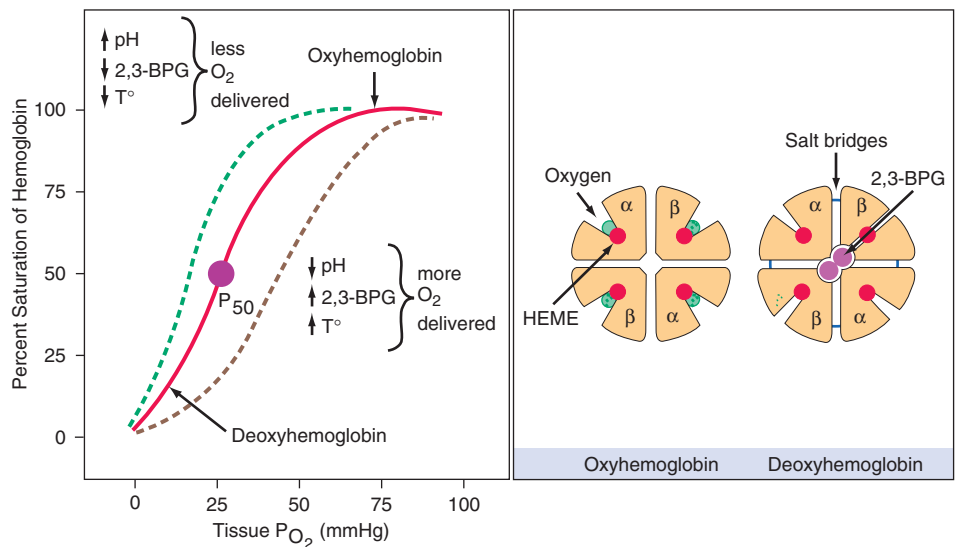 ↑ pH
↓ 2,3-BPG
↓ T°
less
O2
delivered
Oxyhemoglobin
Percent Saturation of Hemoglobin
100
75
50
25
0
P50
↓ pH
↑ 2,3-BPG
↑ T°
more
O2
delivered
Deoxyhemoglobin
0 25 50 75 100
Tissue PO2 (mmHg)
Oxygen
α β
β α
HEME
Salt bridges
2,3-BPG
α β
β α
Oxyhemoglobin
Deoxyhemoglobin